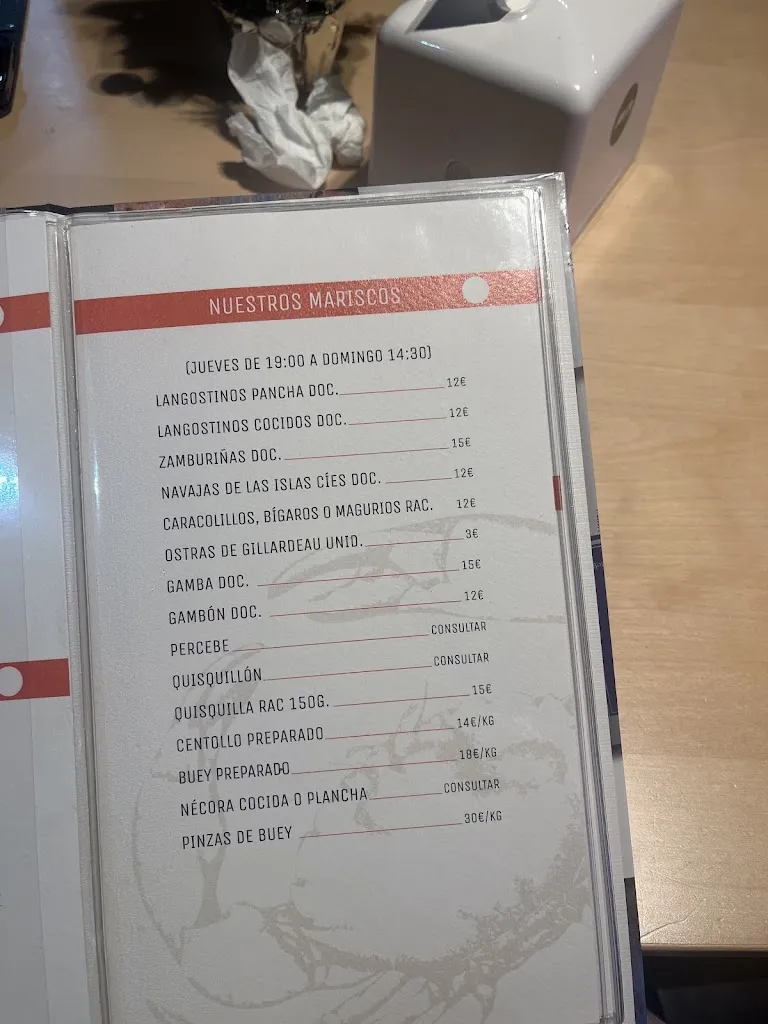 NUESTROS MARISCOS
(JUEVES DE 19:00 A DOMINGO 14:30)
LANGOSTINOS PANCHA DOC. 12€
LANGOSTINOS COCIDOS DOC. 12€
ZAMBURIÑAS DOC. 15€
NAVAJAS DE LAS ISLAS CÍES DOC. 12€
CARACOLILLOS, BÍGAROS O MAGURIOS RAC. 12€
OSTRAS DE GILLARDEAU UNID. 3€
GAMBA DOC. 15€
GAMBÓN DOC. 12€
PERCEBE CONSULTAR
QUISQUILLÓN CONSULTAR
QUISQUILLA RAC 150G. 15€
CENTOLLO PREPARADO 14€/KG
BUEY PREPARADO 18€/KG
NÉCORA COCIDA O PLANCHA CONSULTAR
PINZAS DE BUEY 30€/KG